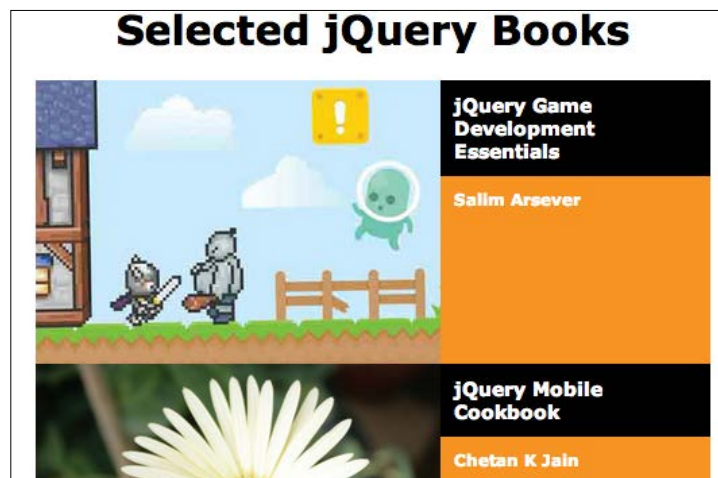 Selected jQuery Books
!
jQuery Game
Development
Essentials
Salim Arsever
jQuery Mobile
Cookbook
Chetan K Jain